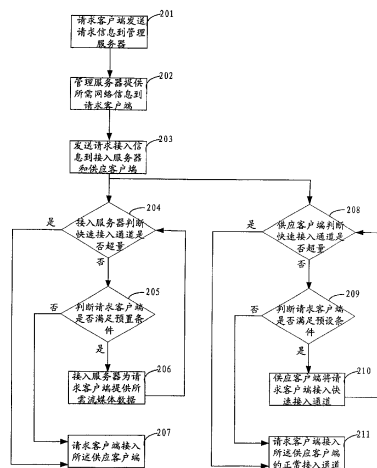 201
请求客户端发送
请求信息到管理
服务器
202
管理服务器提供
所需网络信息到
请求客户端
203
发送请求接入信
息到接入服务器
和供应客户端
204
是
接入服务器判断
快速接入通道是
否超量
否
205
否
判断请求客户端
是否满足预置条
件
是
206
接入服务器为请求
客户端提供所
需流媒体数据
207
请求客户端接入
所述供应客户端
208
是
供应客户端判断
快速接入通道是
否超量
否
209
否
判断请求客户端
是否满足预设条
件
是
210
供应客户端将请
求客户端接入快
速接入通道
211
请求客户端接入
所述供应客户端
的正常接入通道